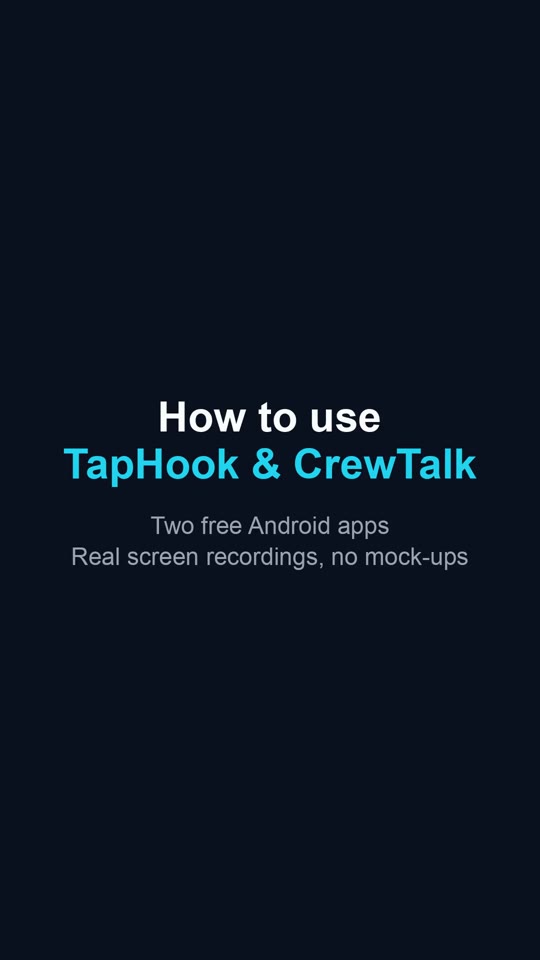 How to use
TapHook & CrewTalk
Two free Android apps
Real screen recordings, no mock-ups